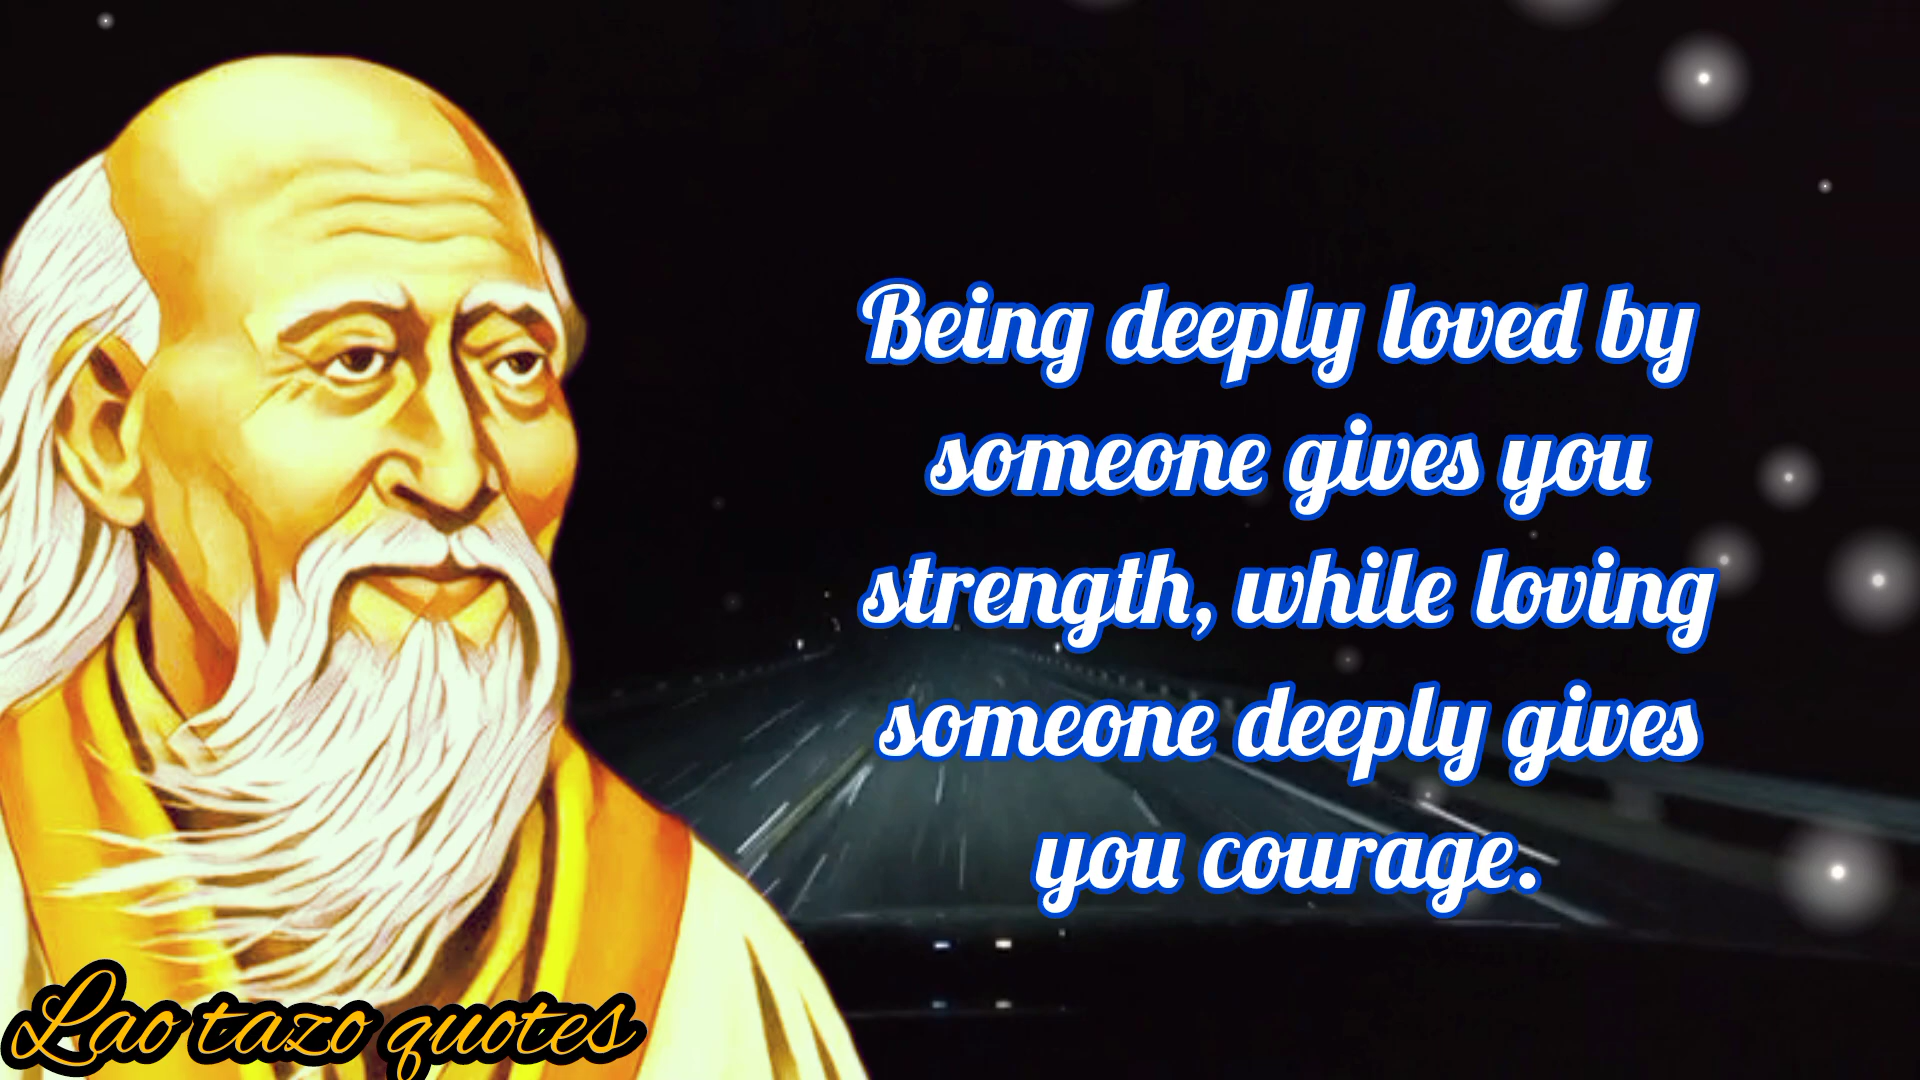 Being deeply loved by
someone gives you
strength, while loving
someone deeply gives
you courage.
Lao tazo quotes